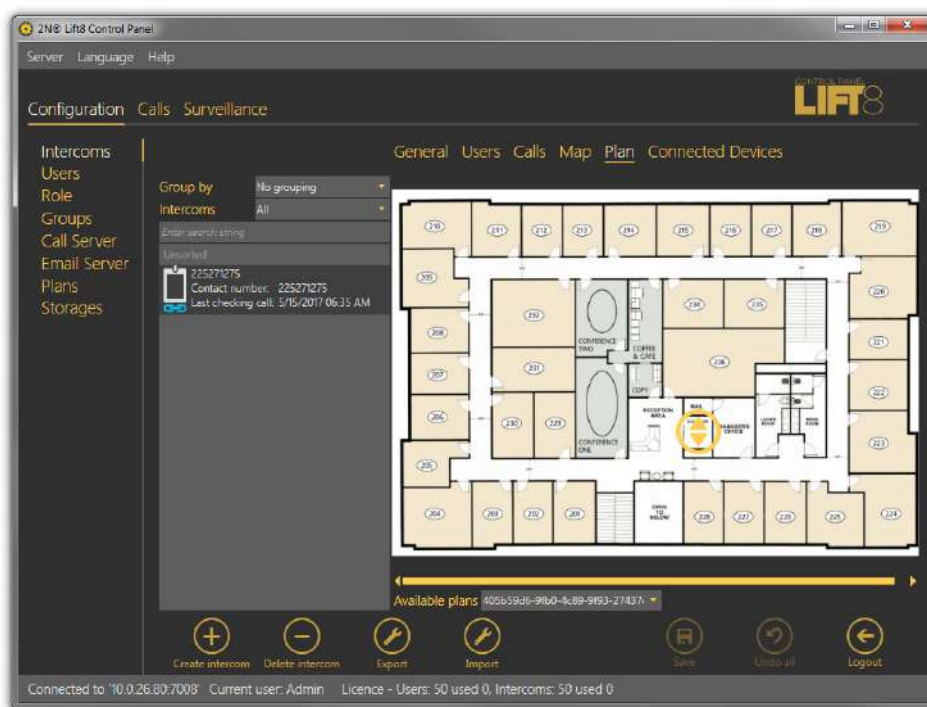 2N® Lift8 Control Panel
Server Language Help
CONTROL PANEL
LIFT8
Configuration Calls Surveillance
Intercoms
Users
Role
Groups
Call Server
Email Server
Plans
Storages
General Users Calls Map Plan Connected Devices
Group by No grouping
Intercoms All
Enter search string
Unsorted
225271275
Contact number: 225271275
Last checking call: 5/15/2017 06:35 AM
210 211 212 213 214 215 216 217 218 219
209 220
232 234 235
208 CONFERENCE TWO COFFEE & CAFE 221
207 231 236 222
COPY
206 230 229 RECEPTION AREA MAIL MANAGER'S OFFICE 223
CONFERENCE ONE
205
204 203 202 201 OPEN TO BELOW 228 227 226 225 224
Available plans
Create intercom Delete intercom Export Import Save Undo all Logout
Connected to '10.0.26.80:7008' Current user: Admin Licence - Users: 50 used 0, Intercoms: 50 used 0